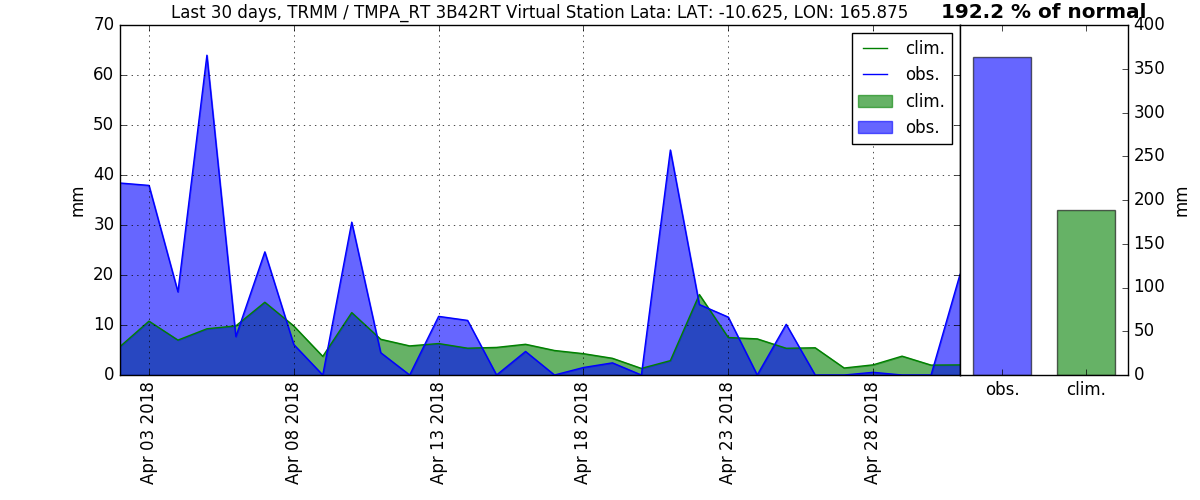 Last 30 days, TRMM / TMPA_RT 3B42RT Virtual Station Lata: LAT: -10.625, LON: 165.875
192.2 % of normal
70
60
50
40
30
20
10
0
mm
clim.
obs.
clim.
obs.
Apr 03 2018
Apr 08 2018
Apr 13 2018
Apr 18 2018
Apr 23 2018
Apr 28 2018
400
350
300
250
200
150
100
50
0
mm
obs.
clim.